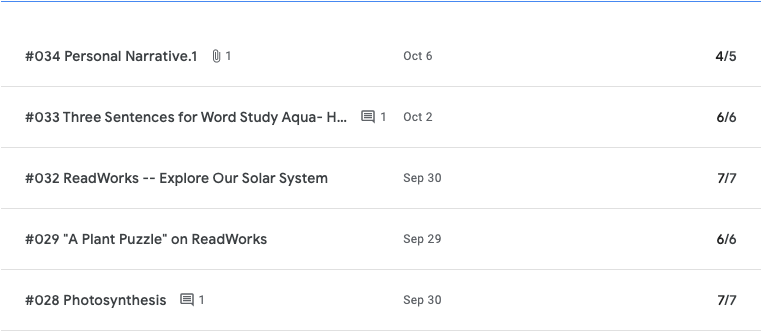 #034 Personal Narrative.1 1 Oct 6 4/5
#033 Three Sentences for Word Study Aqua- H... 1 Oct 2 6/6
#032 ReadWorks -- Explore Our Solar System Sep 30 7/7
#029 "A Plant Puzzle" on ReadWorks Sep 29 6/6
#028 Photosynthesis 1 Sep 30 7/7